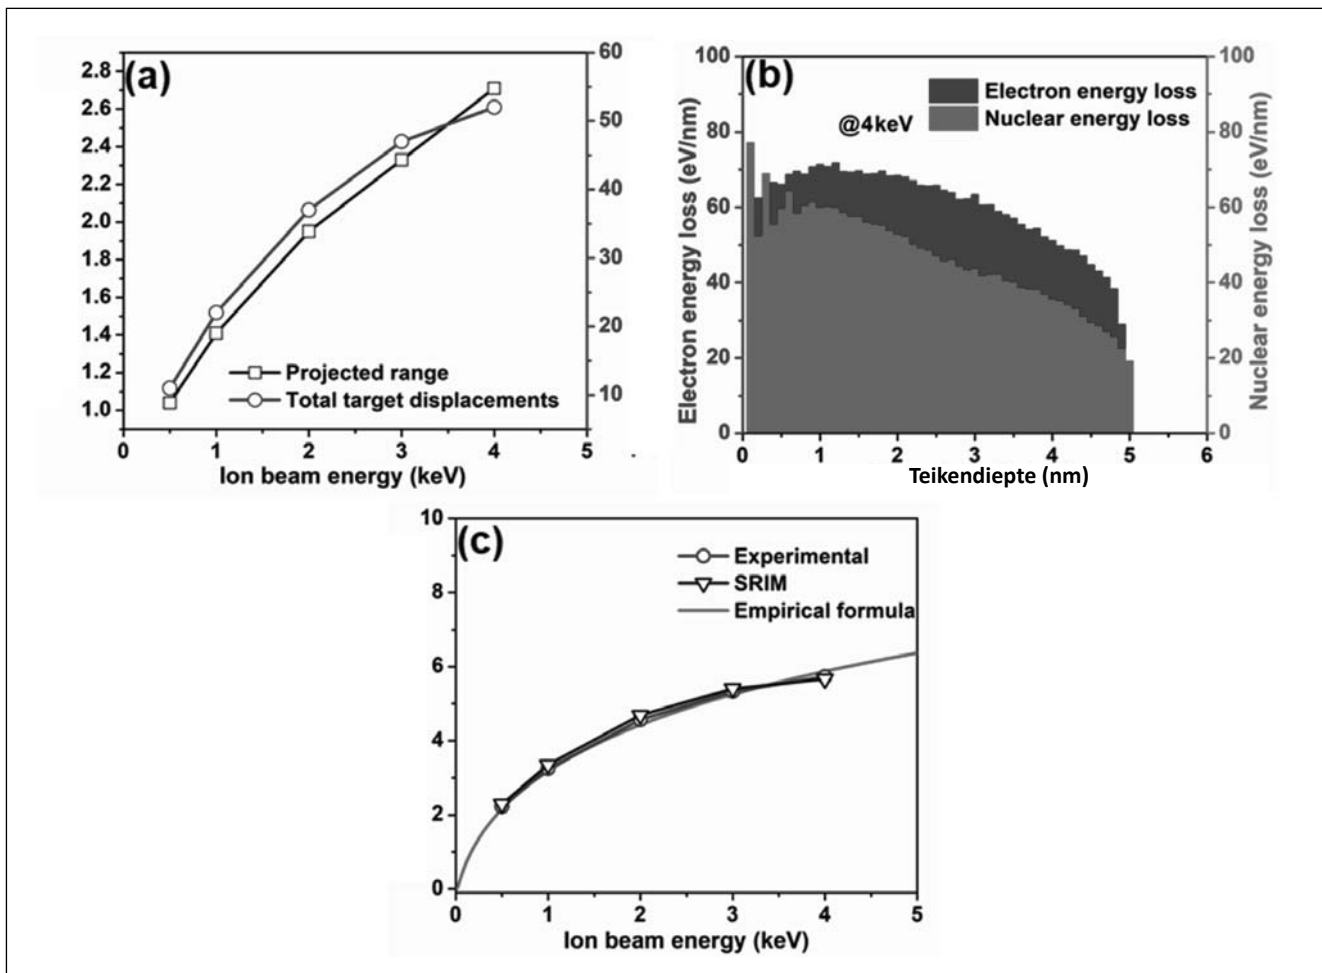 (a)
60
2.8
50
2.6
2.4
40
2.2
2.0
30
1.8
1.6
20
1.4
1.2
10
1.0
Projected range
Total target displacements
0 1 2 3 4 5
Ion beam energy (keV)
(b)
100 100
Electron energy loss
Nuclear energy loss
@4keV
80 80
60 60
40 40
20 20
0 0
Electron energy loss (eV/nm)
Nuclear energy loss (eV/nm)
0 1 2 3 4 5 6
Teikendiepte (nm)
(c)
10
8
6
4
2
0
Experimental
SRIM
Empirical formula
0 1 2 3 4 5
Ion beam energy (keV)